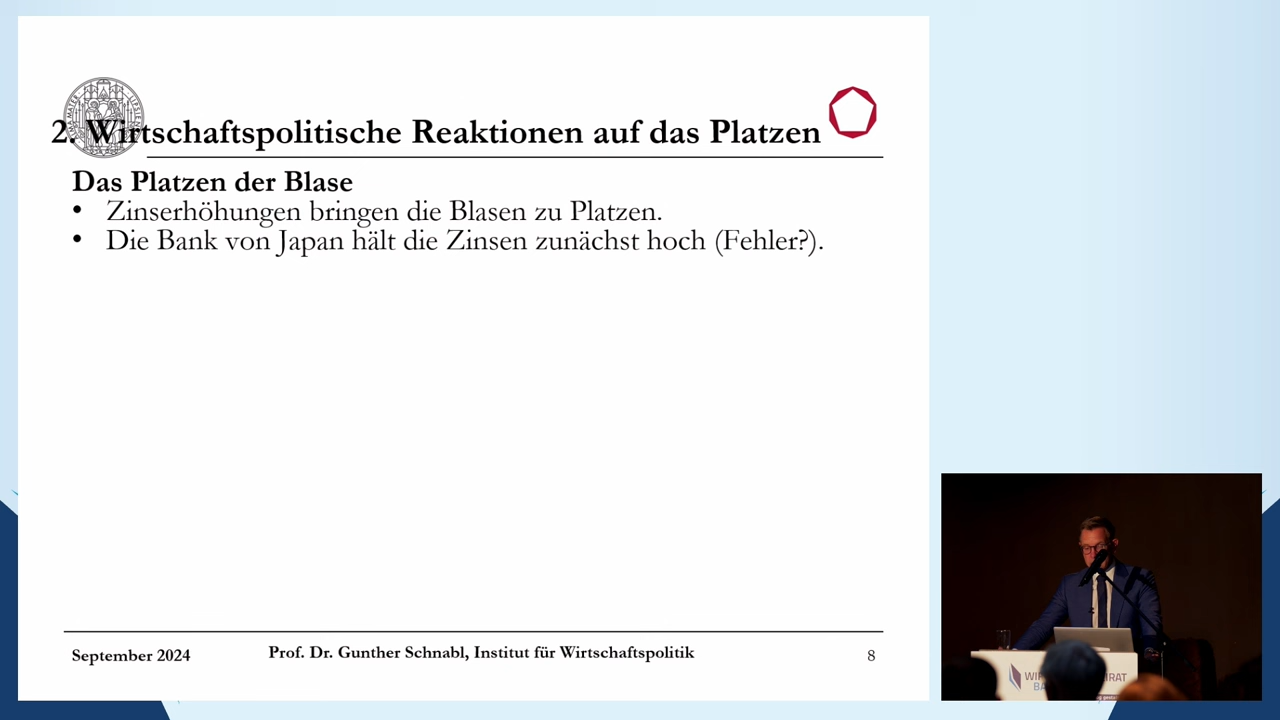 2. Wirtschaftspolitische Reaktionen auf das Platzen
Das Platzen der Blase
• Zinserhöhungen bringen die Blasen zu Platzen.
• Die Bank von Japan hält die Zinsen zunächst hoch (Fehler?).
September 2024
Prof. Dr. Gunther Schnabl, Institut für Wirtschaftspolitik
8